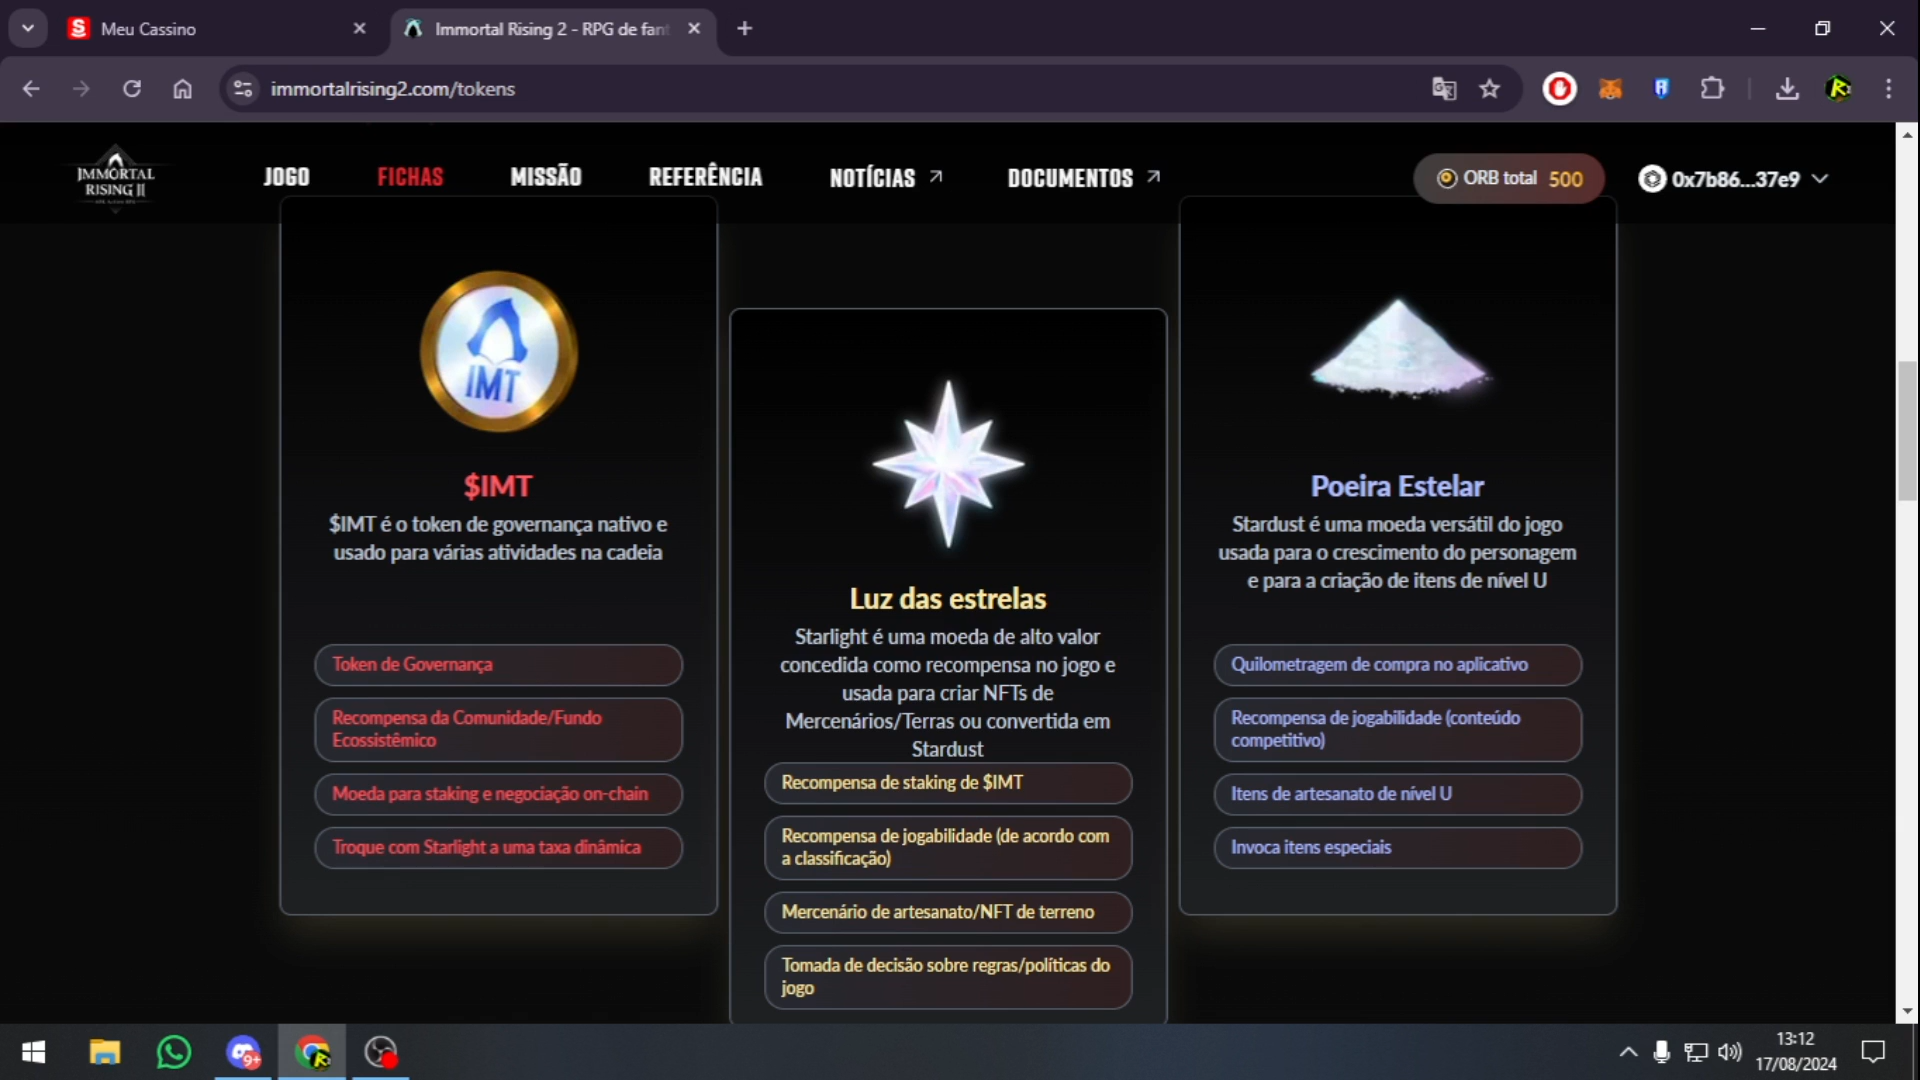 Meu Cassino
Immortal Rising 2 - RPG de fant
immortalrising2.com/tokens
IMMORTAL
RISING II
JOGO
FICHAS
MISSÃO
REFERÊNCIA
NOTÍCIAS
DOCUMENTOS
ORB total 500
0x7b86...37e9
IMT
$IMT
$IMT é o token de governança nativo e
usado para várias atividades na cadeia
Token de Governança
Recompensa da Comunidade/Fundo
Ecossistêmico
Moeda para staking e negociação on-chain
Troque com Starlight a uma taxa dinâmica
Luz das estrelas
Starlight é uma moeda de alto valor
concedida como recompensa no jogo e
usada para criar NFTs de
Mercenários/Terras ou convertida em
Stardust
Recompensa de staking de $IMT
Recompensa de jogabilidade (de acordo com
a classificação)
Mercenário de artesanato/NFT de terreno
Tomada de decisão sobre regras/políticas do
jogo
Poeira Estelar
Stardust é uma moeda versátil do jogo
usada para o crescimento do personagem
e para a criação de itens de nível U
Quilometragem de compra no aplicativo
Recompensa de jogabilidade (conteúdo
competitivo)
Itens de artesanato de nível U
Invoca itens especiais
9+
13:12
17/08/2024